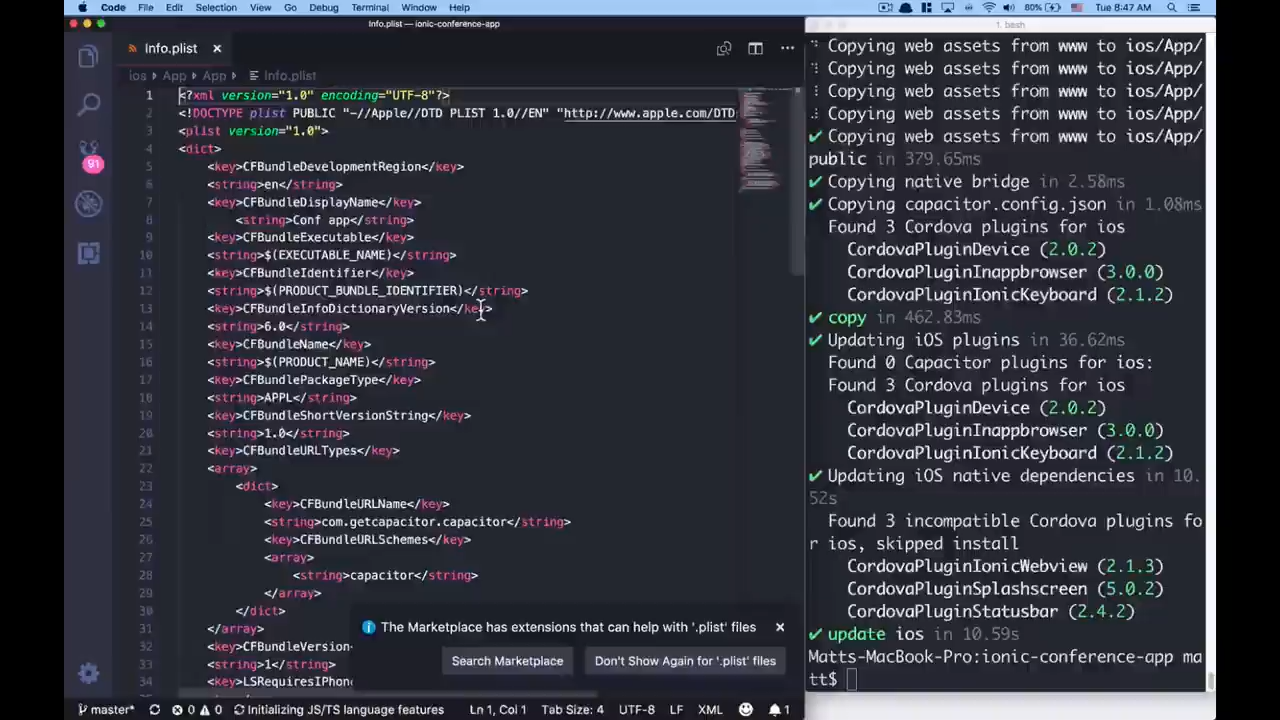 Code File Edit Selection View Go Debug Terminal Window Help 80% Tue 8:47 AM
Info.plist — ionic-conference-app
1. bash
Info.plist
ios › App › App › Info.plist
91
1 <?xml version="1.0" encoding="UTF-8"?>
2 <!DOCTYPE plist PUBLIC "-//Apple//DTD PLIST 1.0//EN" "http://www.apple.com/DTD
3 <plist version="1.0">
4 <dict>
5 <key>CFBundleDevelopmentRegion</key>
6 <string>en</string>
7 <key>CFBundleDisplayName</key>
8 <string>Conf app</string>
9 <key>CFBundleExecutable</key>
10 <string>$(EXECUTABLE_NAME)</string>
11 <key>CFBundleIdentifier</key>
12 <string>$(PRODUCT_BUNDLE_IDENTIFIER)</string>
13 <key>CFBundleInfoDictionaryVersion</key>
14 <string>6.0</string>
15 <key>CFBundleName</key>
16 <string>$(PRODUCT_NAME)</string>
17 <key>CFBundlePackageType</key>
18 <string>APPL</string>
19 <key>CFBundleShortVersionString</key>
20 <string>1.0</string>
21 <key>CFBundleURLTypes</key>
22 <array>
23 <dict>
24 <key>CFBundleURLName</key>
25 <string>com.getcapacitor.capacitor</string>
26 <key>CFBundleURLSchemes</key>
27 <array>
28 <string>capacitor</string>
29 </array>
30 </dict>
31 </array>
32 <key>CFBundleVersion
33 <string>1</string>
34 <key>LSRequiresIPhon
The Marketplace has extensions that can help with '.plist' files
Search Marketplace Don't Show Again for '.plist' files
master* 0 0 Initializing JS/TS language features Ln 1, Col 1 Tab Size: 4 UTF-8 LF XML 1
Copying web assets from www to ios/App/
Copying web assets from www to ios/App/
Copying web assets from www to ios/App/
Copying web assets from www to ios/App/
✔ Copying web assets from www to ios/App/
public in 379.65ms
✔ Copying native bridge in 2.58ms
✔ Copying capacitor.config.json in 1.08ms
Found 3 Cordova plugins for ios
CordovaPluginDevice (2.0.2)
CordovaPluginInappbrowser (3.0.0)
CordovaPluginIonicKeyboard (2.1.2)
✔ copy in 462.83ms
✔ Updating iOS plugins in 36.62ms
Found 0 Capacitor plugins for ios:
Found 3 Cordova plugins for ios
CordovaPluginDevice (2.0.2)
CordovaPluginInappbrowser (3.0.0)
CordovaPluginIonicKeyboard (2.1.2)
✔ Updating iOS native dependencies in 10.
52s
Found 3 incompatible Cordova plugins fo
r ios, skipped install
CordovaPluginIonicWebview (2.1.3)
CordovaPluginSplashscreen (5.0.2)
CordovaPluginStatusbar (2.4.2)
✔ update ios in 10.59s
Matts-MacBook-Pro:ionic-conference-app ma
tt$